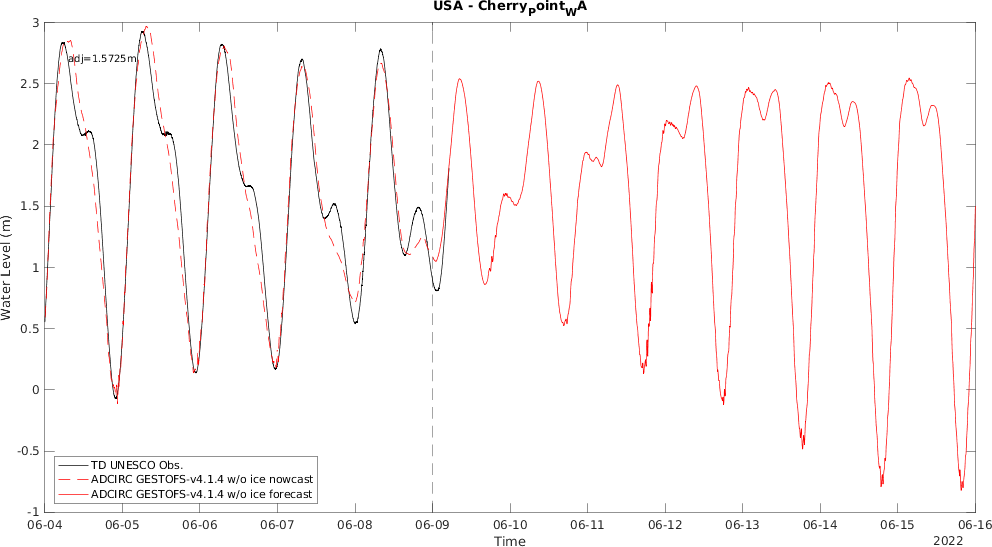 USA - CherryPointWA
3
2.5
2
1.5
1
0.5
0
-0.5
-1
Water Level (m)
adj=1.5725m
TD UNESCO Obs.
ADCIRC GESTOFS-v4.1.4 w/o ice nowcast
ADCIRC GESTOFS-v4.1.4 w/o ice forecast
06-04 06-05 06-06 06-07 06-08 06-09 06-10 06-11 06-12 06-13 06-14 06-15 06-16
Time
2022